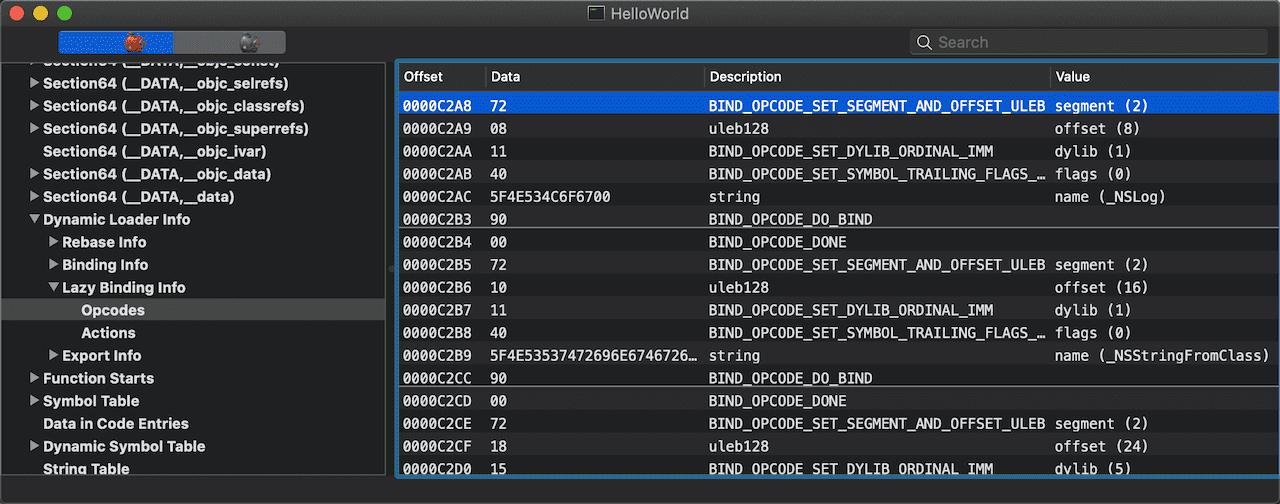 HelloWorld
Search
Section64 (__DATA,__objc_const)
Section64 (__DATA,__objc_selrefs)
Section64 (__DATA,__objc_classrefs)
Section64 (__DATA,__objc_superrefs)
Section64 (__DATA,__objc_ivar)
Section64 (__DATA,__objc_data)
Section64 (__DATA,__data)
Dynamic Loader Info
Rebase Info
Binding Info
Lazy Binding Info
Opcodes
Actions
Export Info
Function Starts
Symbol Table
Data in Code Entries
Dynamic Symbol Table
String Table
Offset Data Description Value
0000C2A8 72 BIND_OPCODE_SET_SEGMENT_AND_OFFSET_ULEB segment (2)
0000C2A9 08 uleb128 offset (8)
0000C2AA 11 BIND_OPCODE_SET_DYLIB_ORDINAL_IMM dylib (1)
0000C2AB 40 BIND_OPCODE_SET_SYMBOL_TRAILING_FLAGS_… flags (0)
0000C2AC 5F4E534C6F6700 string name (_NSLog)
0000C2B3 90 BIND_OPCODE_DO_BIND
0000C2B4 00 BIND_OPCODE_DONE
0000C2B5 72 BIND_OPCODE_SET_SEGMENT_AND_OFFSET_ULEB segment (2)
0000C2B6 10 uleb128 offset (16)
0000C2B7 11 BIND_OPCODE_SET_DYLIB_ORDINAL_IMM dylib (1)
0000C2B8 40 BIND_OPCODE_SET_SYMBOL_TRAILING_FLAGS_… flags (0)
0000C2B9 5F4E53537472696E6746726… string name (_NSStringFromClass)
0000C2CC 90 BIND_OPCODE_DO_BIND
0000C2CD 00 BIND_OPCODE_DONE
0000C2CE 72 BIND_OPCODE_SET_SEGMENT_AND_OFFSET_ULEB segment (2)
0000C2CF 18 uleb128 offset (24)
0000C2D0 15 BIND_OPCODE_SET_DYLIB_ORDINAL_IMM dylib (5)